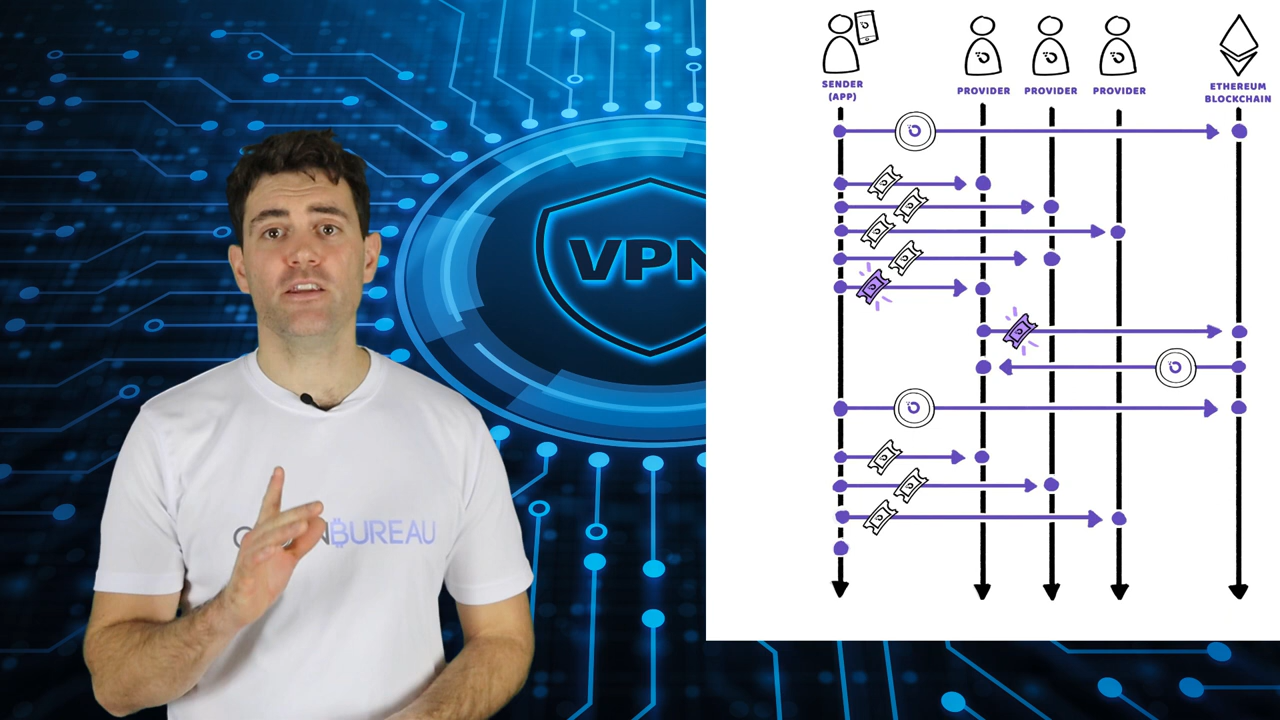 VPN
BUREAU
SENDER
(APP)
PROVIDER
PROVIDER
PROVIDER
ETHEREUM
BLOCKCHAIN